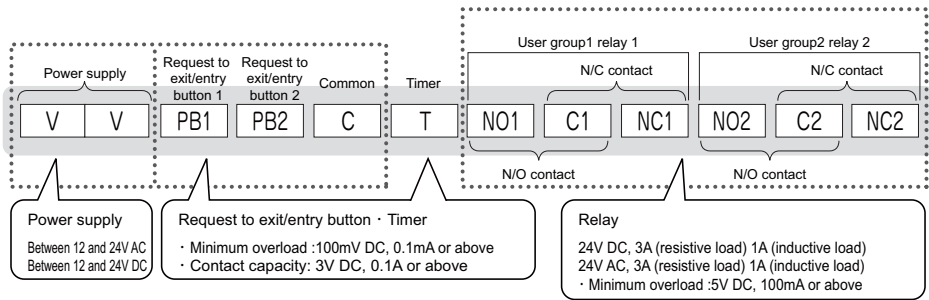 User group1 relay 1
User group2 relay 2
Power supply
Request to
exit/entry
button 1
Request to
exit/entry
button 2
Common
Timer
N/C contact
N/C contact
V V PB1 PB2 C T NO1 C1 NC1 NO2 C2 NC2
N/O contact
N/O contact
Power supply
Between 12 and 24V AC
Between 12 and 24V DC
Request to exit/entry button・Timer
・Minimum overload :100mV DC, 0.1mA or above
・Contact capacity: 3V DC, 0.1A or above
Relay
24V DC, 3A (resistive load) 1A (inductive load)
24V AC, 3A (resistive load) 1A (inductive load)
・Minimum overload :5V DC, 100mA or above